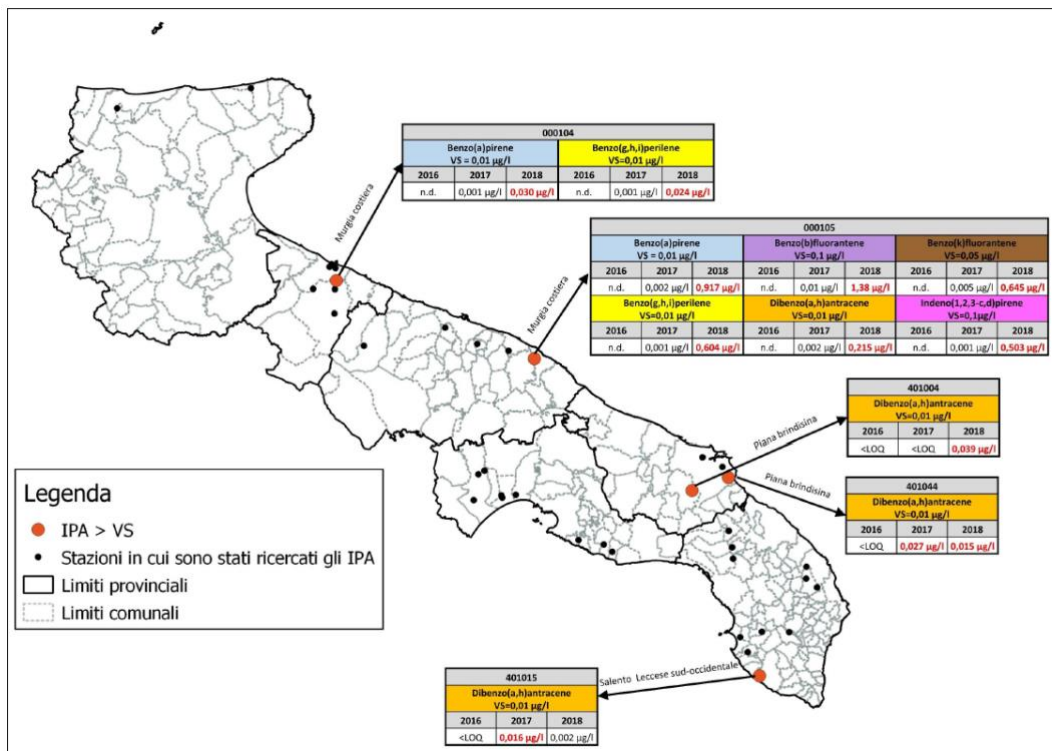 000104
Benzo(a)pirene Benzo(g,h,i)perilene
VS = 0,01 µg/l VS=0,01 µg/l
2016 2017 2018 2016 2017 2018
n.d. 0,001 µg/l 0,030 µg/l n.d. 0,001 µg/l 0,024 µg/l
Murgia costiera
000105
Benzo(a)pirene Benzo(b)fluorantene Benzo(k)fluorantene
VS = 0,01 µg/l VS=0,1 µg/l VS=0,05 µg/l
2016 2017 2018 2016 2017 2018 2016 2017 2018
n.d. 0,002 µg/l 0,917 µg/l n.d. 0,01 µg/l 1,38 µg/l n.d. 0,005 µg/l 0,645 µg/l
Benzo(g,h,i)perilene Dibenzo(a,h)antracene Indeno(1,2,3-c,d)pirene
VS=0,01 µg/l VS=0,01 µg/l VS=0,1µg/l
2016 2017 2018 2016 2017 2018 2016 2017 2018
n.d. 0,001 µg/l 0,604 µg/l n.d. 0,002 µg/l 0,215 µg/l n.d. 0,001 µg/l 0,503 µg/l
Murgia costiera
401004
Dibenzo(a,h)antracene
VS=0,01 µg/l
2016 2017 2018
<LOQ <LOQ 0,039 µg/l
Piana brindisina
401044
Dibenzo(a,h)antracene
VS=0,01 µg/l
2016 2017 2018
<LOQ 0,027 µg/l 0,015 µg/l
Piana brindisina
Legenda
IPA > VS
Stazioni in cui sono stati ricercati gli IPA
Limiti provinciali
Limiti comunali
Salento Leccese sud-occidentale
401015
Dibenzo(a,h)antracene
VS=0,01 µg/l
2016 2017 2018
<LOQ 0,016 µg/l 0,002 µg/l